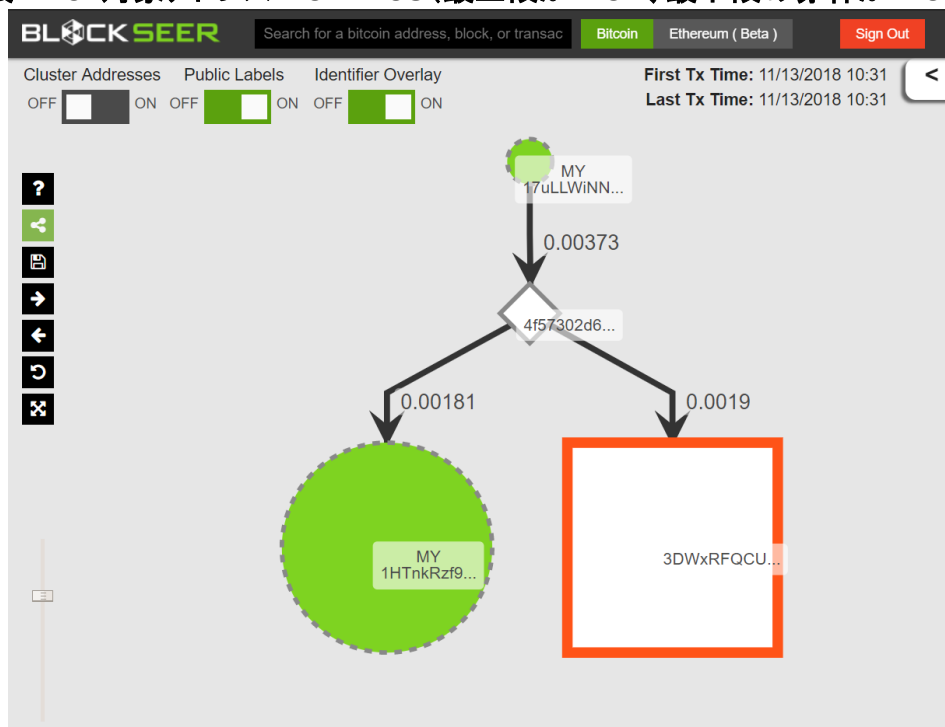 BLOCKSEER
Search for a bitcoin address, block, or transac
Bitcoin
Ethereum ( Beta )
Sign Out
Cluster Addresses
Public Labels
Identifier Overlay
OFF
ON
OFF
ON
OFF
ON
First Tx Time: 11/13/2018 10:31
Last Tx Time: 11/13/2018 10:31
<
?
MY
17uLLWiNN...
0.00373
4f57302d6...
0.00181
0.0019
MY
1HTnkRzf9...
3DWxRFQCU...